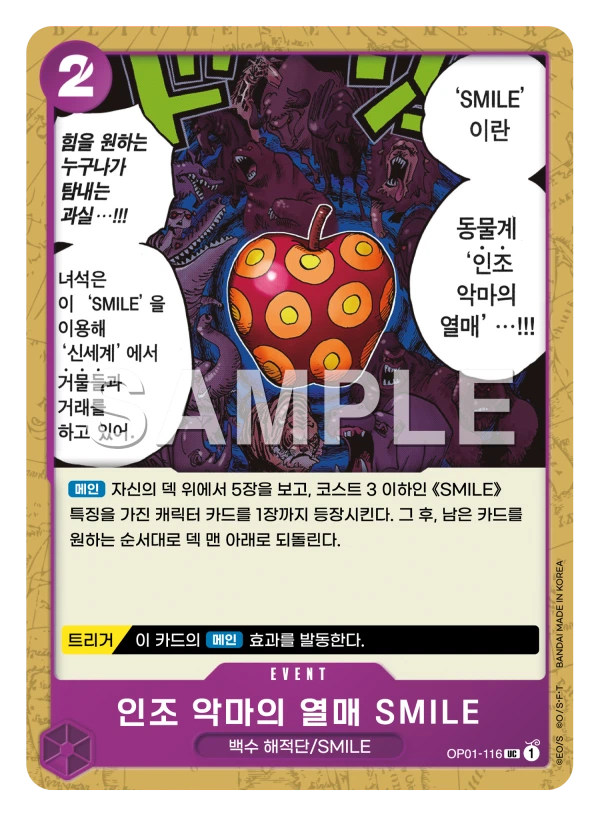 2
힘을 원하는
누구나가
탐내는
과실…!!!
'SMILE'
이란
동물계
'인조
악마의
열매'…!!!
녀석은
이 'SMILE'을
이용해
'신세계'에서
거물들과
거래를
하고 있어.
SAMPLE
메인 자신의 덱 위에서 5장을 보고, 코스트 3 이하인 《SMILE》
특징을 가진 캐릭터 카드를 1장까지 등장시킨다. 그 후, 남은 카드를
원하는 순서대로 덱 맨 아래로 되돌린다.
트리거 이 카드의 메인 효과를 발동한다.
EVENT
인조 악마의 열매 SMILE
백수 해적단/SMILE
OP01-116 UC 1
©E.O/S ©O/S・F・T BANDAI MADE IN KOREA